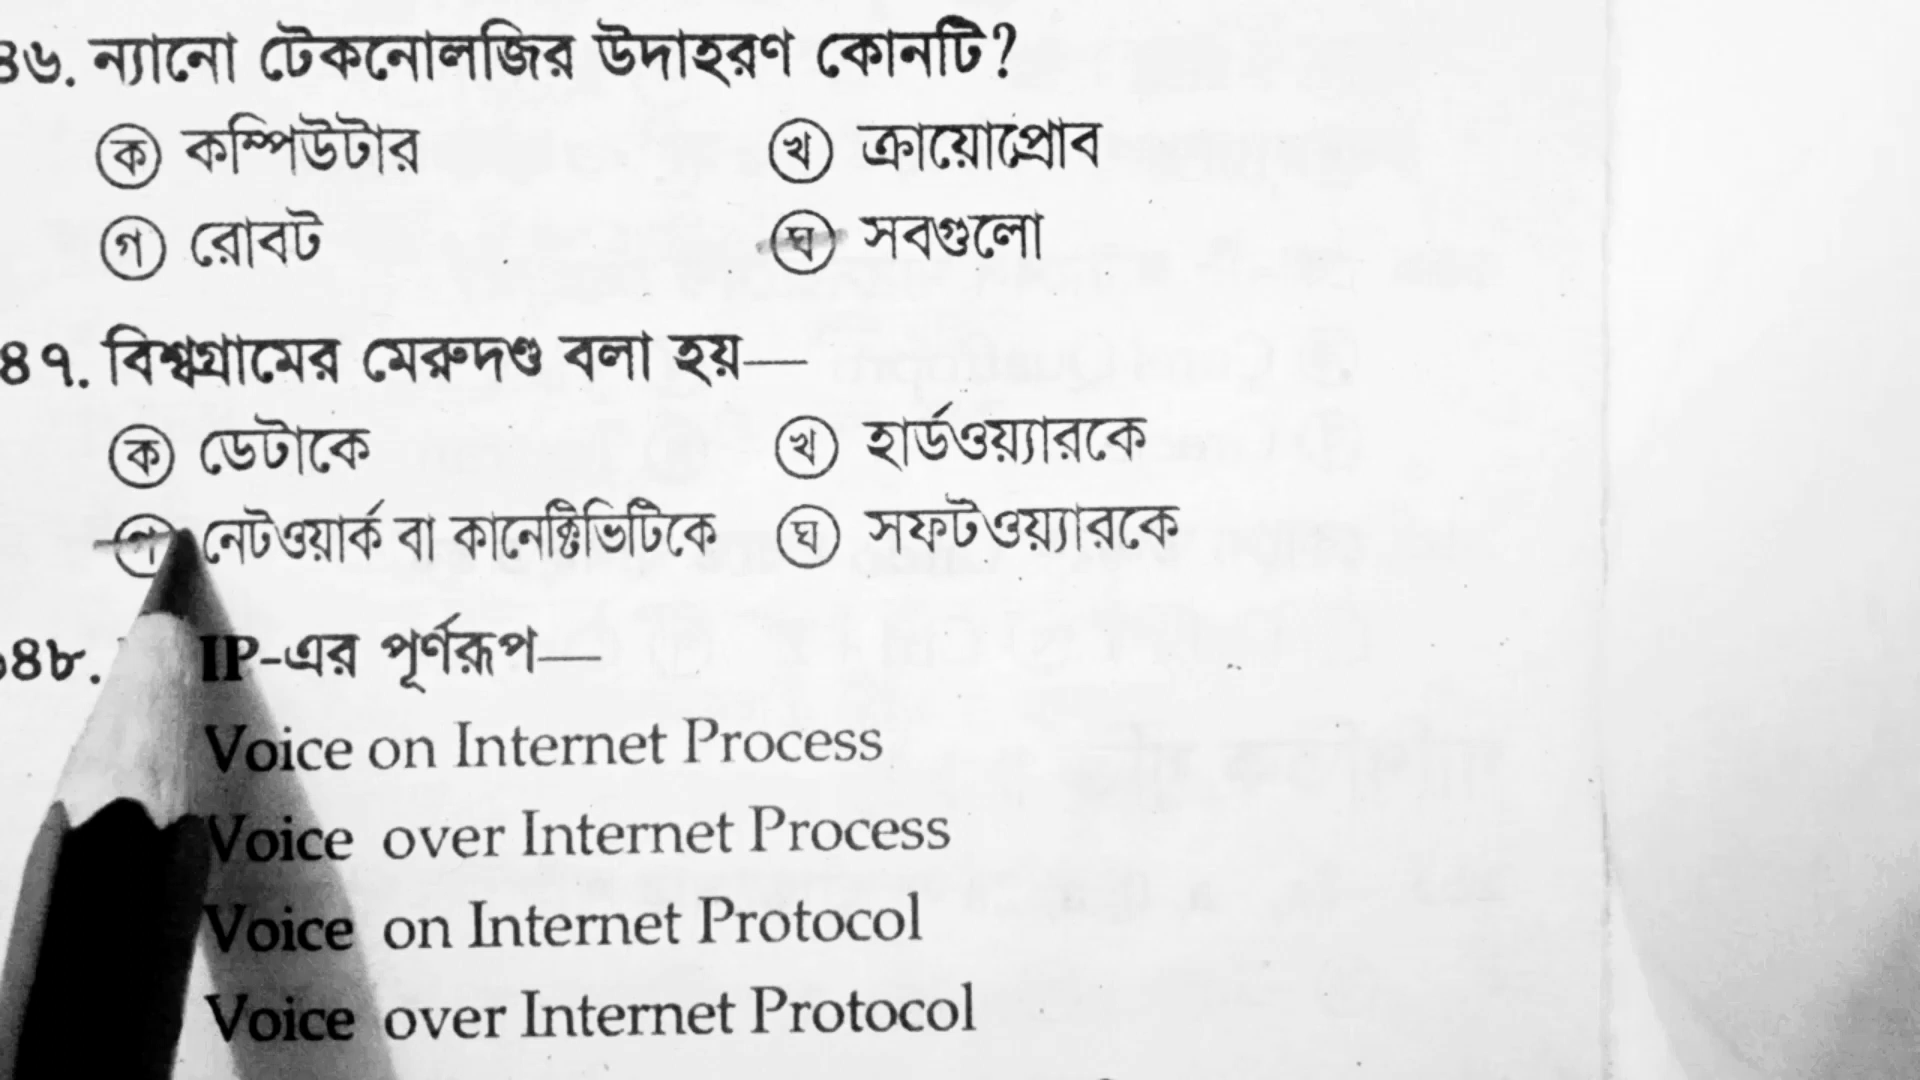 ৪৬. ন্যানো টেকনোলজির উদাহরণ কোনটি?
ক কম্পিউটার খ ক্রায়োপ্রোব
গ রোবট ঘ সবগুলো
৪৭. বিশ্বগ্রামের মেরুদণ্ড বলা হয়—
ক ডেটাকে খ হার্ডওয়্যারকে
গ নেটওয়ার্ক বা কানেক্টিভিটিকে ঘ সফটওয়্যারকে
৪৮. IP-এর পূর্ণরূপ—
Voice on Internet Process
Voice over Internet Process
Voice on Internet Protocol
Voice over Internet Protocol